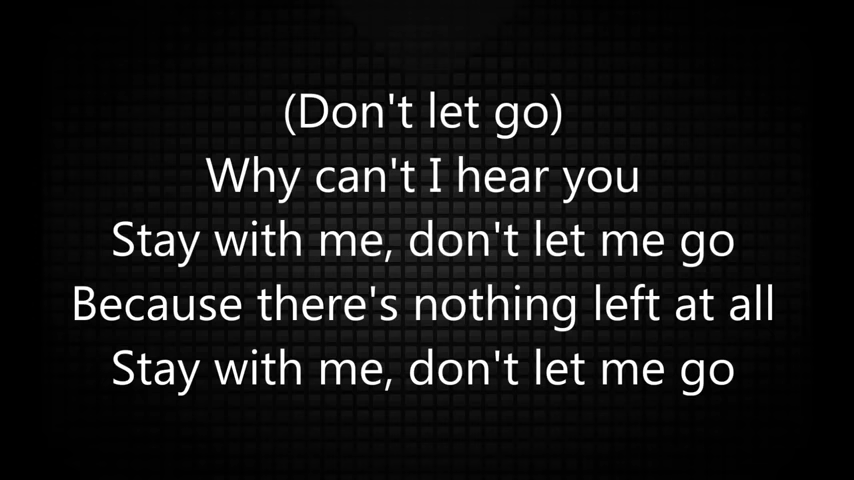 (Don't let go)
Why can't I hear you
Stay with me, don't let me go
Because there's nothing left at all
Stay with me, don't let me go